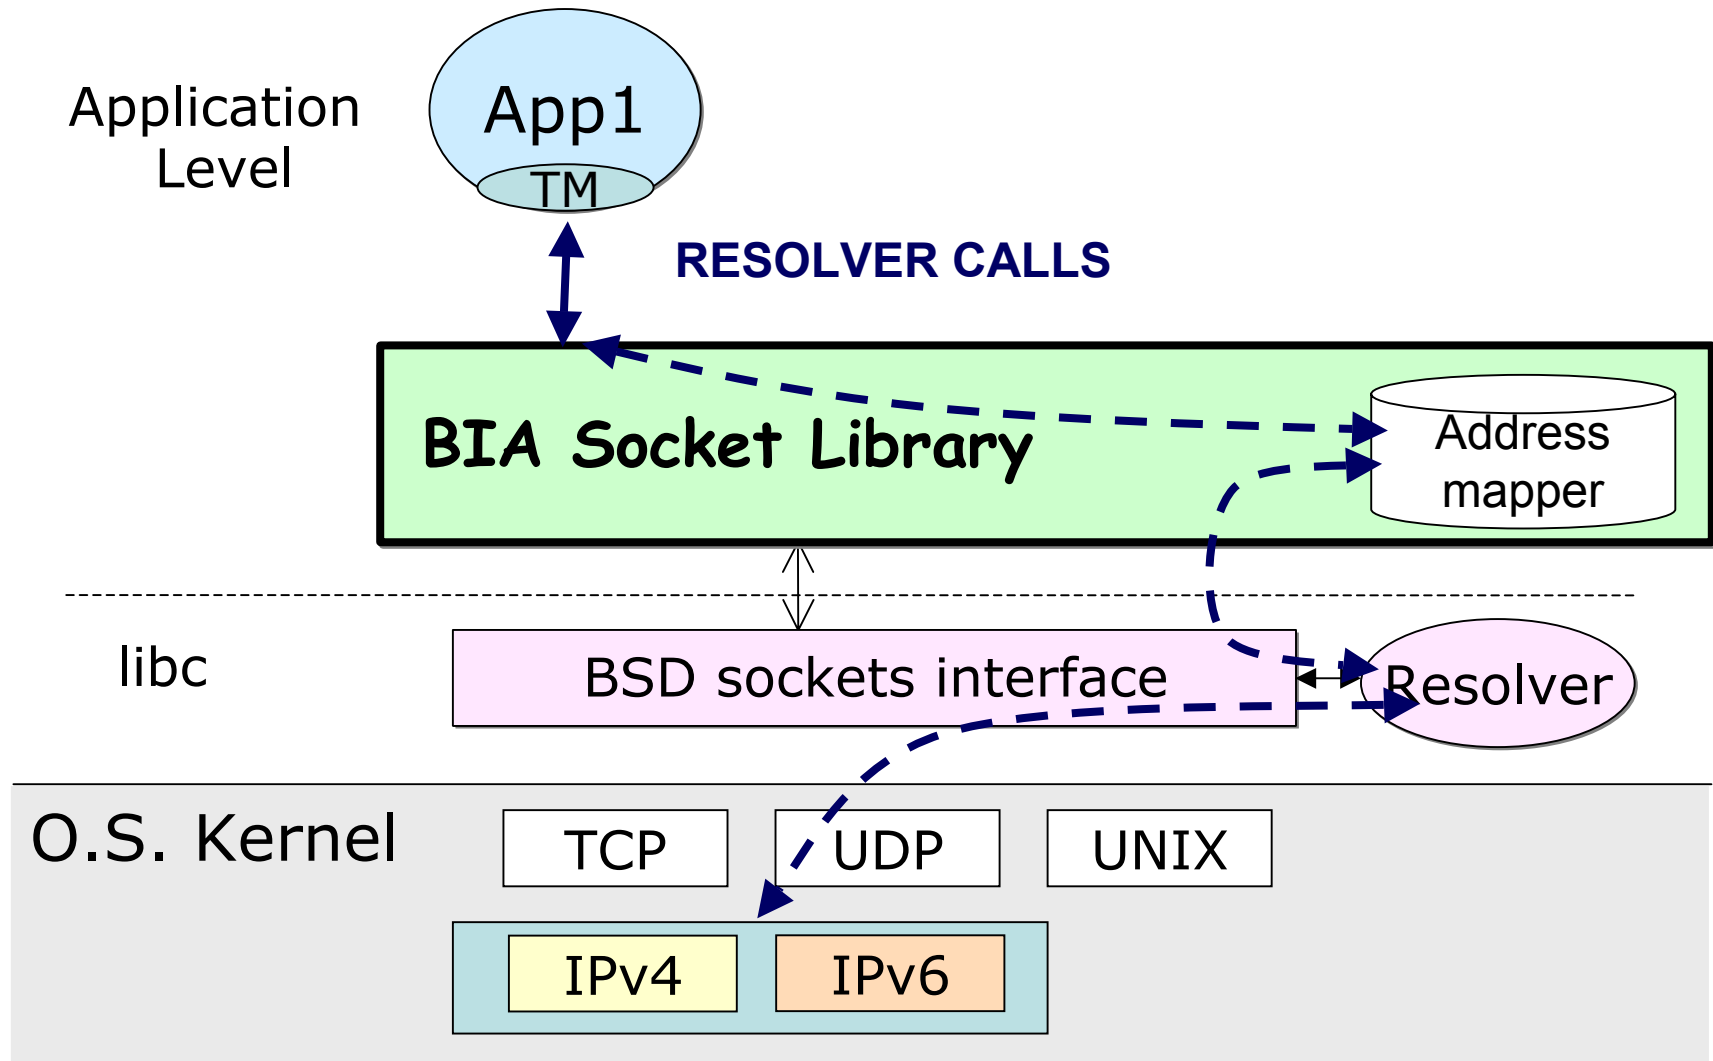 Application
Level
App1
TM
RESOLVER CALLS
BIA Socket Library
Address
mapper
libc
BSD sockets interface
Resolver
O.S. Kernel
TCP
UDP
UNIX
IPv4
IPv6